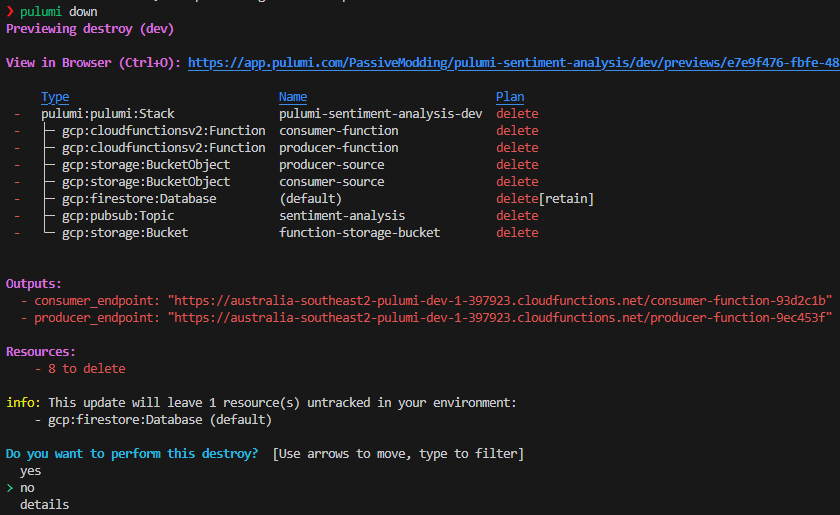 ❯ pulumi down
Previewing destroy (dev)
View in Browser (Ctrl+O): https://app.pulumi.com/PassiveModding/pulumi-sentiment-analysis/dev/previews/e7e9f476-fbfe-48
Type Name Plan
- pulumi:pulumi:Stack pulumi-sentiment-analysis-dev delete
- ├─ gcp:cloudfunctionsv2:Function consumer-function delete
- ├─ gcp:cloudfunctionsv2:Function producer-function delete
- ├─ gcp:storage:BucketObject producer-source delete
- ├─ gcp:storage:BucketObject consumer-source delete
- ├─ gcp:firestore:Database (default) delete[retain]
- ├─ gcp:pubsub:Topic sentiment-analysis delete
- └─ gcp:storage:Bucket function-storage-bucket delete
Outputs:
- consumer_endpoint: "https://australia-southeast2-pulumi-dev-1-397923.cloudfunctions.net/consumer-function-93d2c1b"
- producer_endpoint: "https://australia-southeast2-pulumi-dev-1-397923.cloudfunctions.net/producer-function-9ec453f"
Resources:
- 8 to delete
info: This update will leave 1 resource(s) untracked in your environment:
- gcp:firestore:Database (default)
Do you want to perform this destroy? [Use arrows to move, type to filter]
yes
> no
details